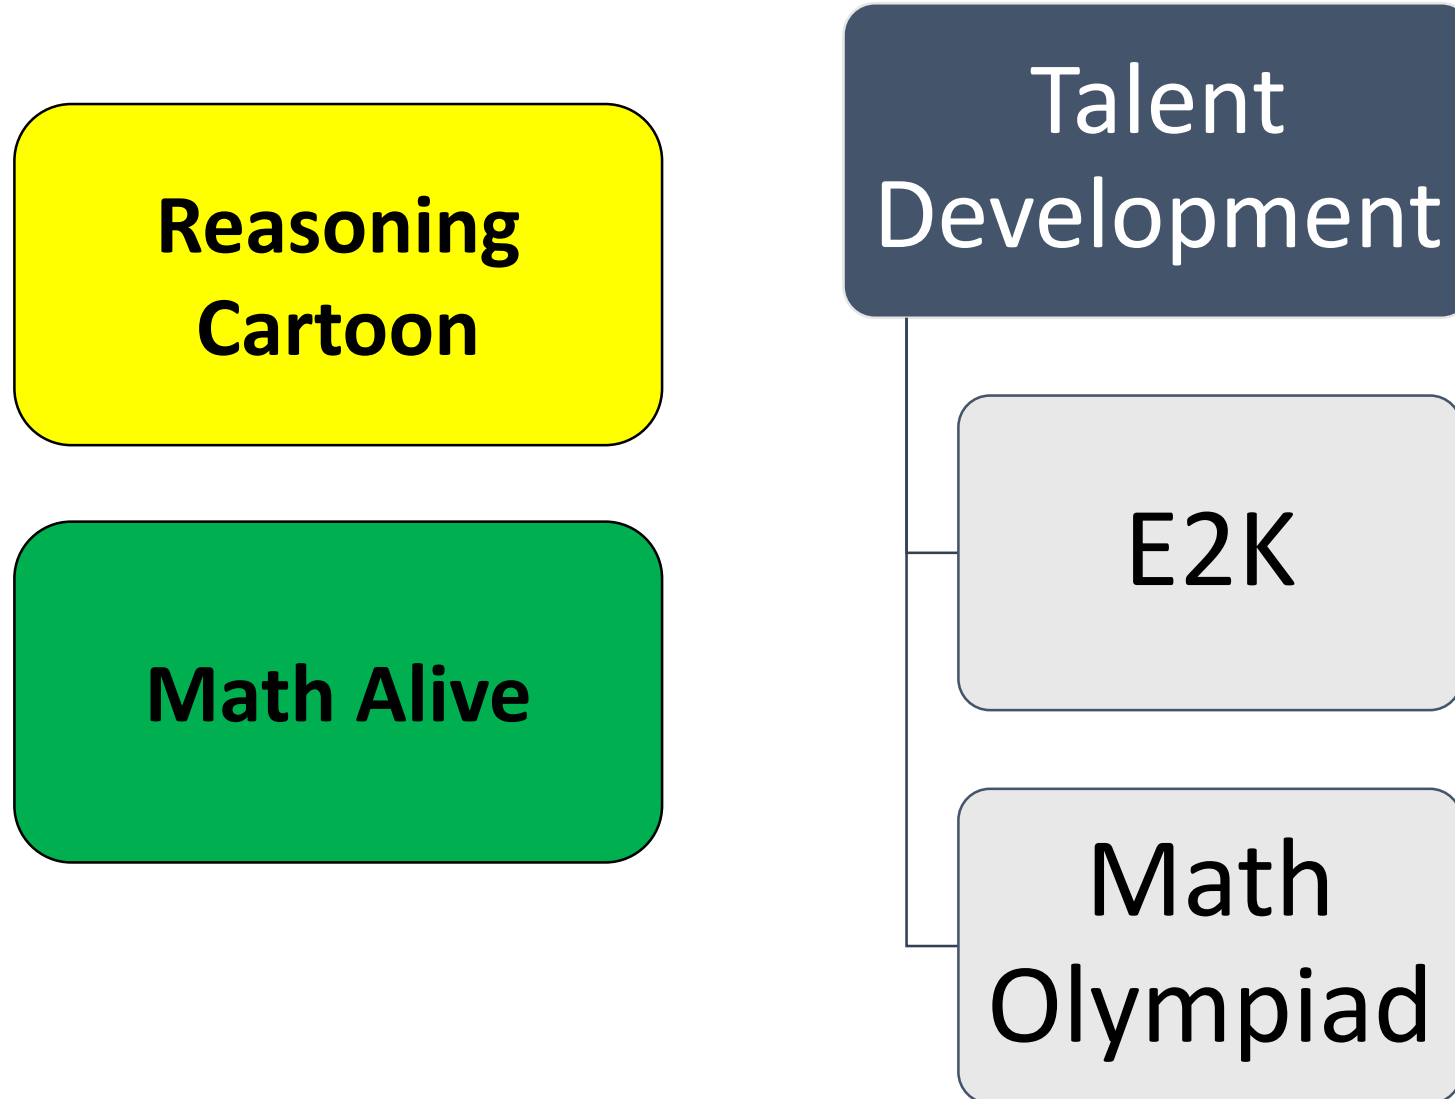 Reasoning
Cartoon
Math Alive
Talent
Development
E2K
Math
Olympiad